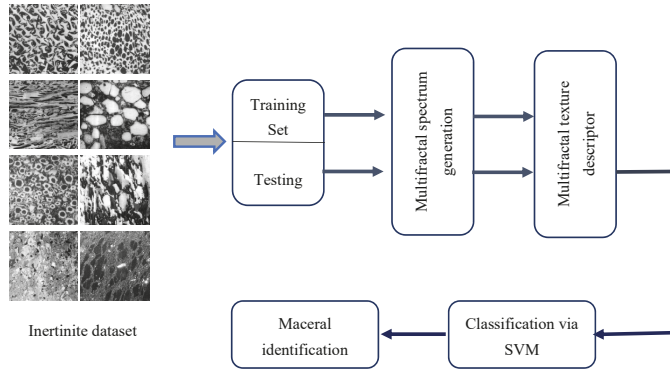 Training
Set
Testing
Multifractal spectrum
generation
Multifractal texture
descriptor
Inertinite dataset
Maceral
identification
Classification via
SVM